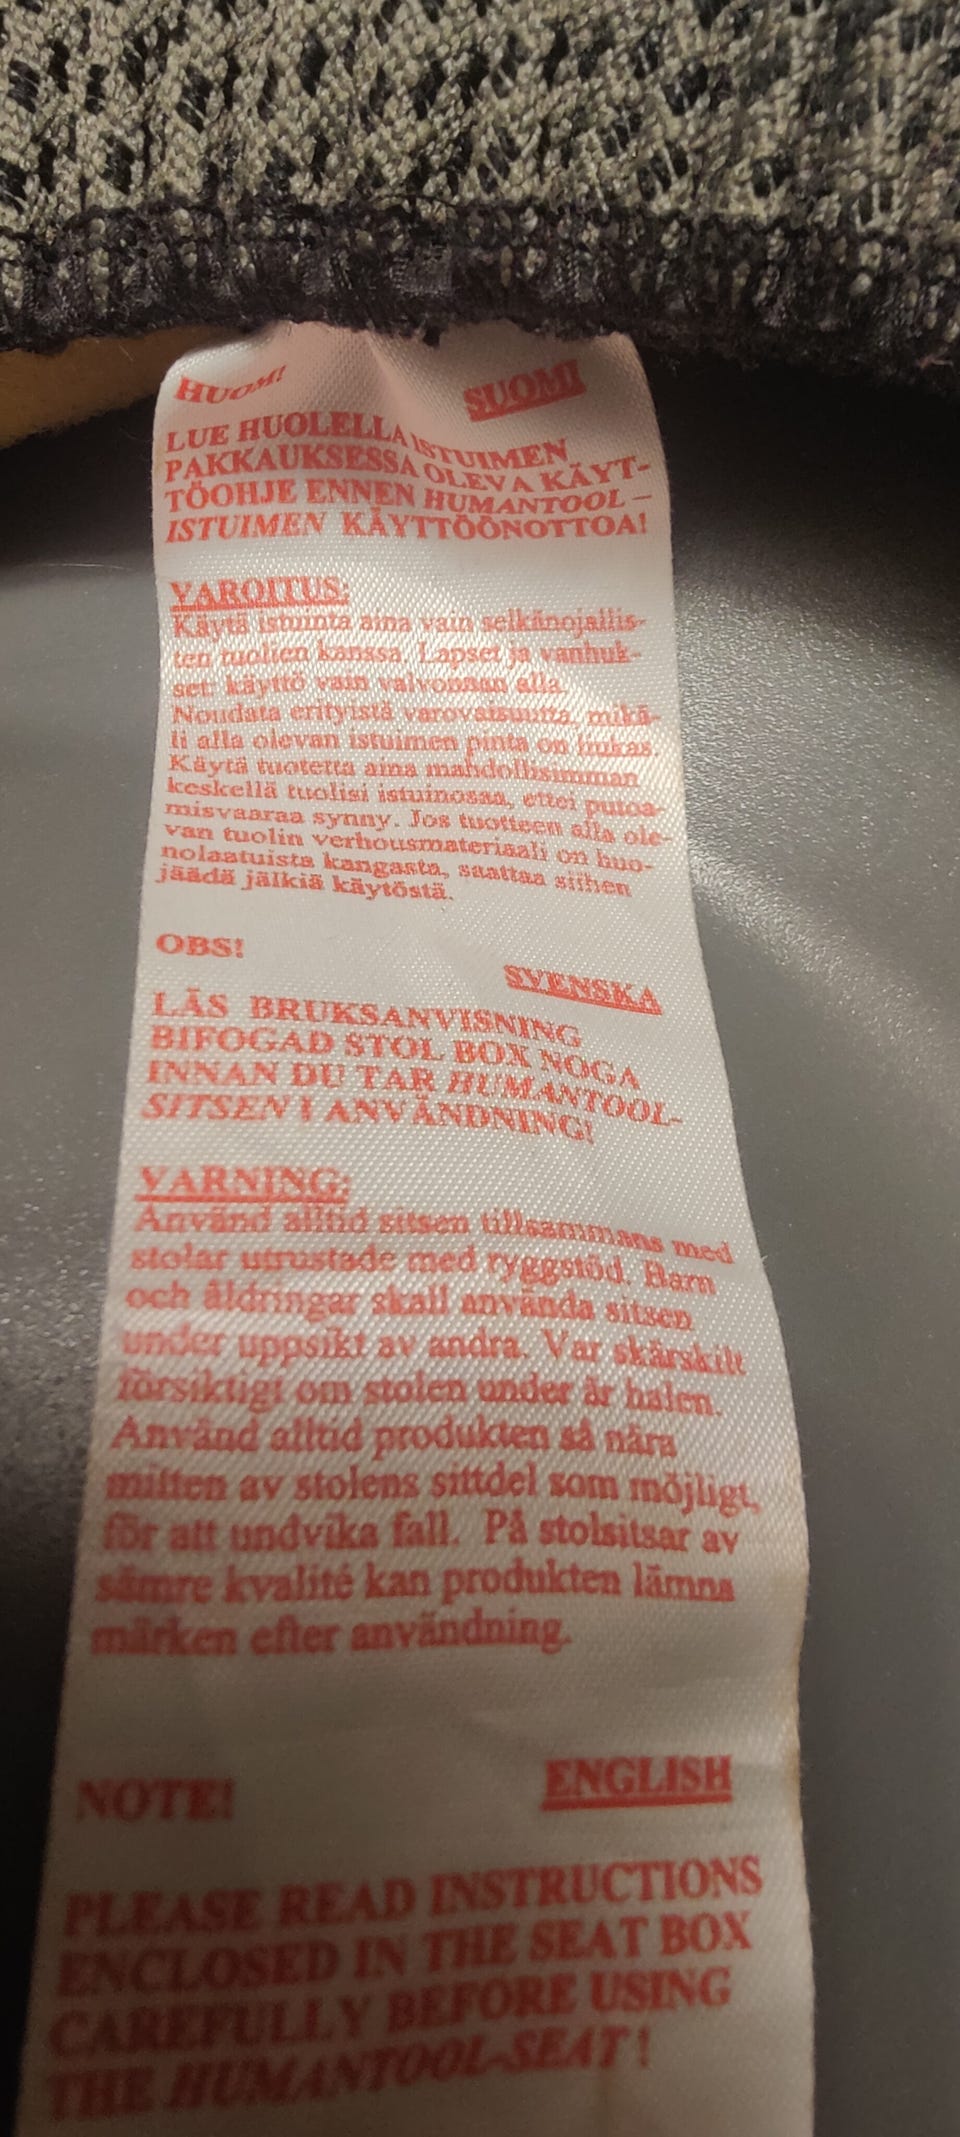 HUOM!
SUOMI
LUE HUOLELLA ISTUIMEN
PAKKAUKSESSA OLEVA KÄYT-
TÖOHJE ENNEN HUMANTOOL –
ISTUIMEN KÄYTTÖÖNOTTOA!
VAROITUS:
Käytä istuinta aina vain selkänojallis-
ten tuolien kanssa. Lapset ja vanhuk-
set: käyttö vain valvonnan alla.
Noudata erityistä varovaisuutta, mikä-
li alla olevan istuimen pinta on liukas.
Käytä tuotetta aina mahdollisimman
keskellä tuolisi istuinosaa, ettei putoa-
misvaaraa synny. Jos tuotteen alla ole-
van tuolin verhousmateriaali on huo-
nolaatuista kangasta, saattaa siihen
jäädä jälkiä käytöstä.
OBS!
SVENSKA
LÄS BRUKSANVISNING
BIFOGAD STOL BOX NOGA
INNAN DU TAR HUMANTOOL-
SITSEN I ANVÄNDNING!
VARNING:
Använd alltid sitsen tillsammans med
stolar utrustade med ryggstöd. Barn
och åldringar skall använda sitsen
under uppsikt av andra. Var skärskilt
försiktigt om stolen under är halen.
Använd alltid produkten så nära
mitten av stolens sittdel som möjligt,
för att undvika fall. På stolsitsar av
sämre kvalité kan produkten lämna
märken efter användning.
NOTE!
ENGLISH
PLEASE READ INSTRUCTIONS
ENCLOSED IN THE SEAT BOX
CAREFULLY BEFORE USING
THE HUMANTOOL-SEAT !